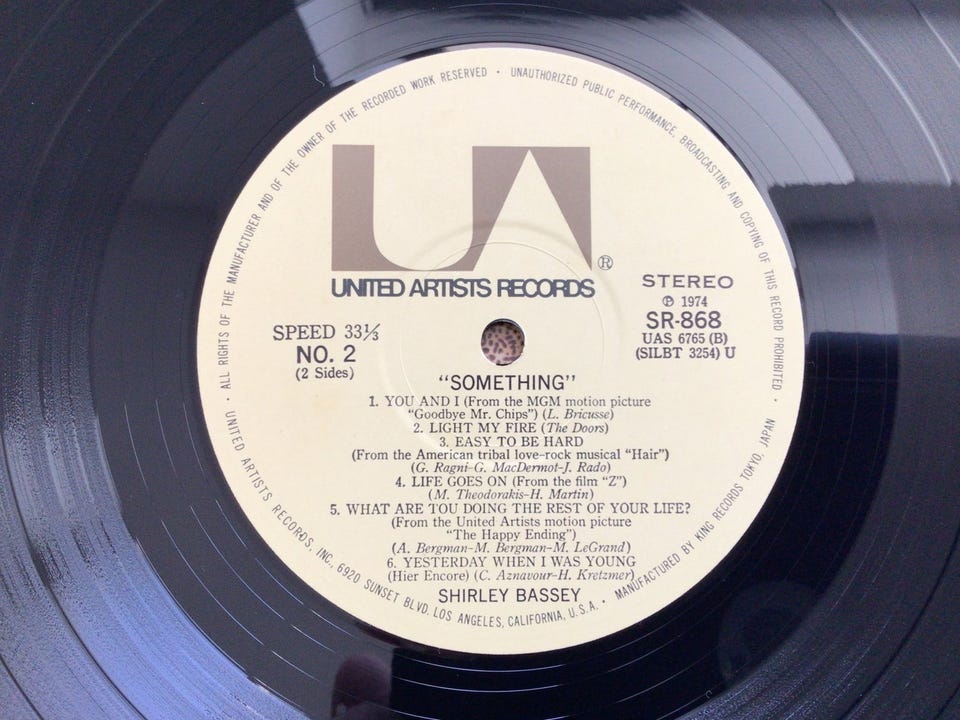 ALL RIGHTS OF THE MANUFACTURER AND OF THE OWNER OF THE RECORDED WORK RESERVED • UNAUTHORIZED PUBLIC PERFORMANCE, BROADCASTING AND COPYING OF THIS RECORD PROHIBITED •
UA ®
UNITED ARTISTS RECORDS
STEREO
℗ 1974
SPEED 33⅓
SR-868
NO. 2
UAS 6765 (B)
(2 Sides)
(SILBT 3254) U
"SOMETHING"
1. YOU AND I (From the MGM motion picture
"Goodbye Mr. Chips") (L. Bricusse)
2. LIGHT MY FIRE (The Doors)
3. EASY TO BE HARD
(From the American tribal love-rock musical "Hair")
(G. Ragni-G. MacDermot-J. Rado)
4. LIFE GOES ON (From the film "Z")
(M. Theodorakis-H. Martin)
5. WHAT ARE TOU DOING THE REST OF YOUR LIFE?
(From the United Artists motion picture
"The Happy Ending")
(A. Bergman-M. Bergman-M. LeGrand)
6. YESTERDAY WHEN I WAS YOUNG
(Hier Encore) (C. Aznavour-H. Kretzmer)
SHIRLEY BASSEY
UNITED ARTISTS RECORDS, INC. 6920 SUNSET BLVD. LOS ANGELES, CALIFORNIA, U.S.A. • MANUFACTURED BY KING RECORDS TOKYO, JAPAN